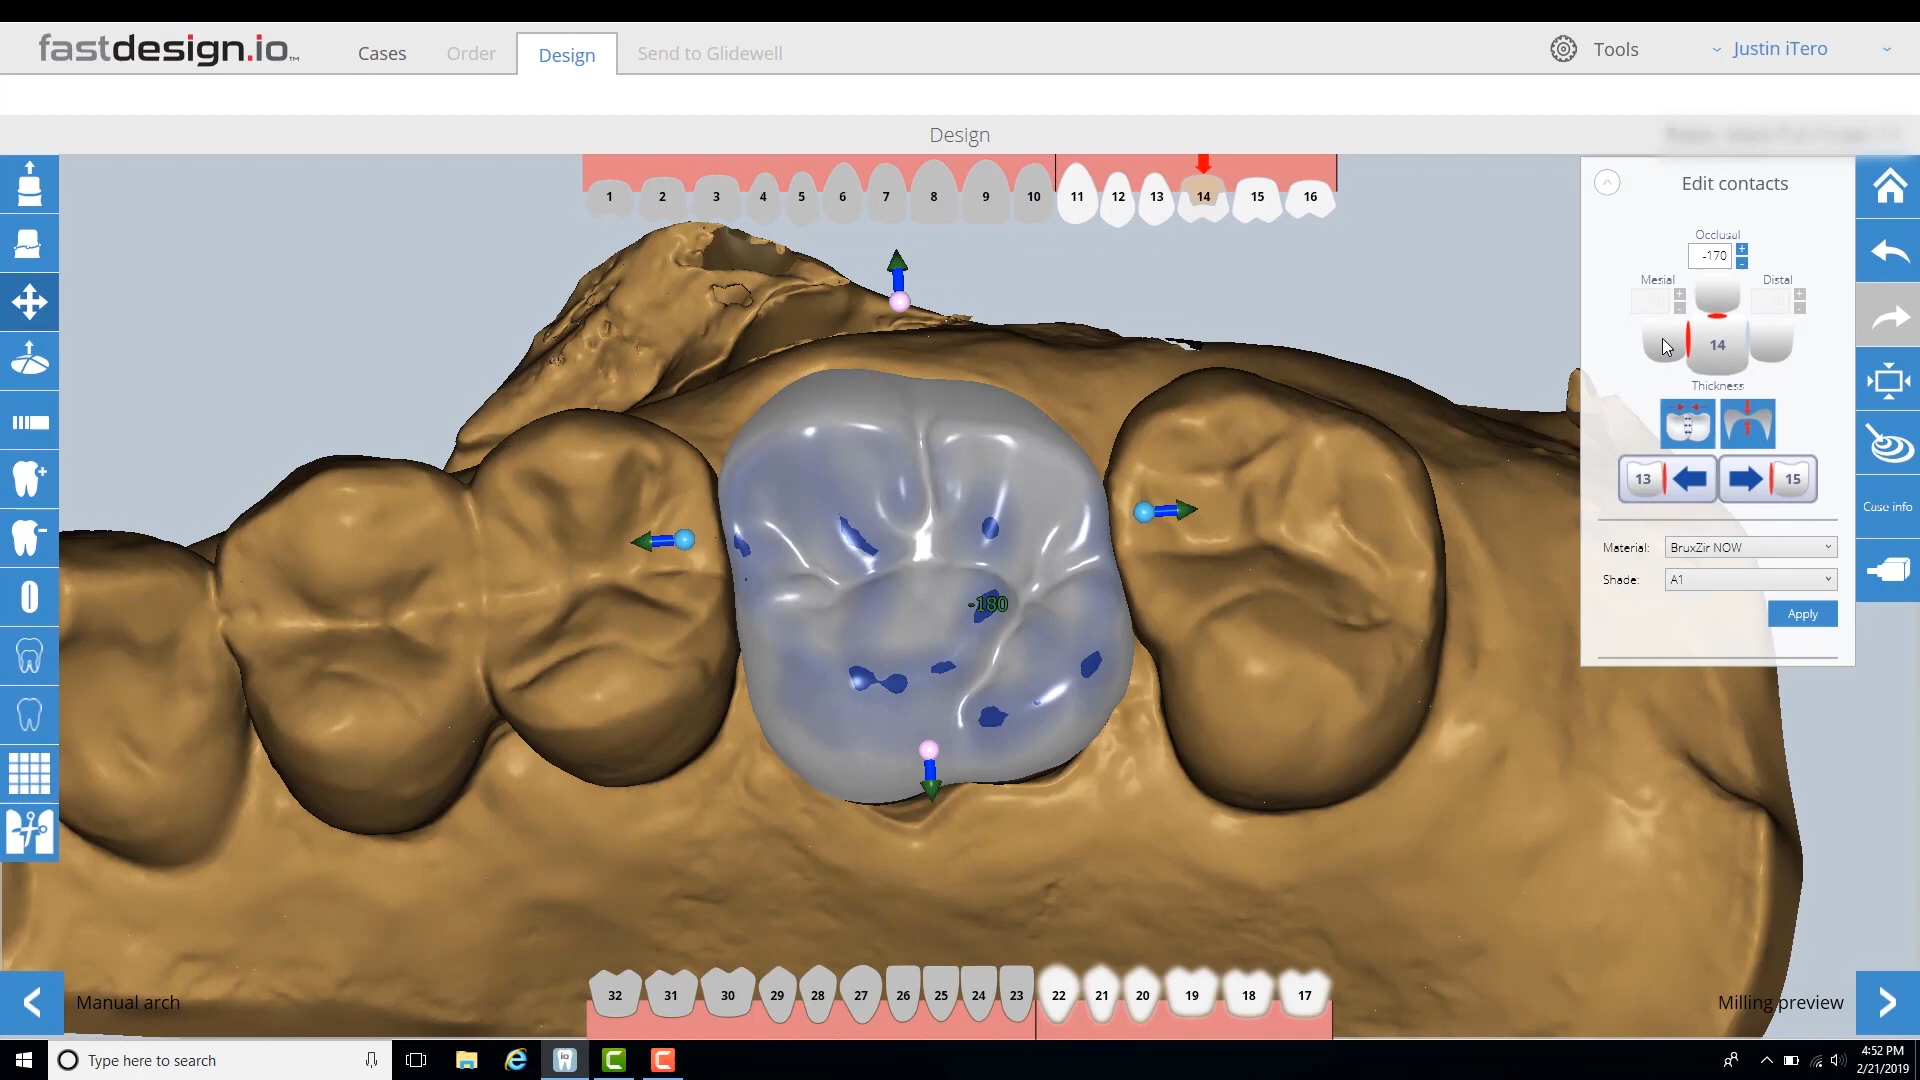 fastdesign.io™
Cases
Order
Design
Send to Glidewell
Tools
Justin iTero
Design
1 2 3 4 5 6 7 8 9 10 11 12 13 14 15 16
Edit contacts
Occlusal
-170
+
-
Mesial
Distal
14
Thickness
13
15
Case info
Material:
BruxZir NOW
Shade:
A1
Apply
-180
32 31 30 29 28 27 26 25 24 23 22 21 20 19 18 17
Manual arch
Milling preview
Type here to search
io
C
C
4:52 PM
2/21/2019